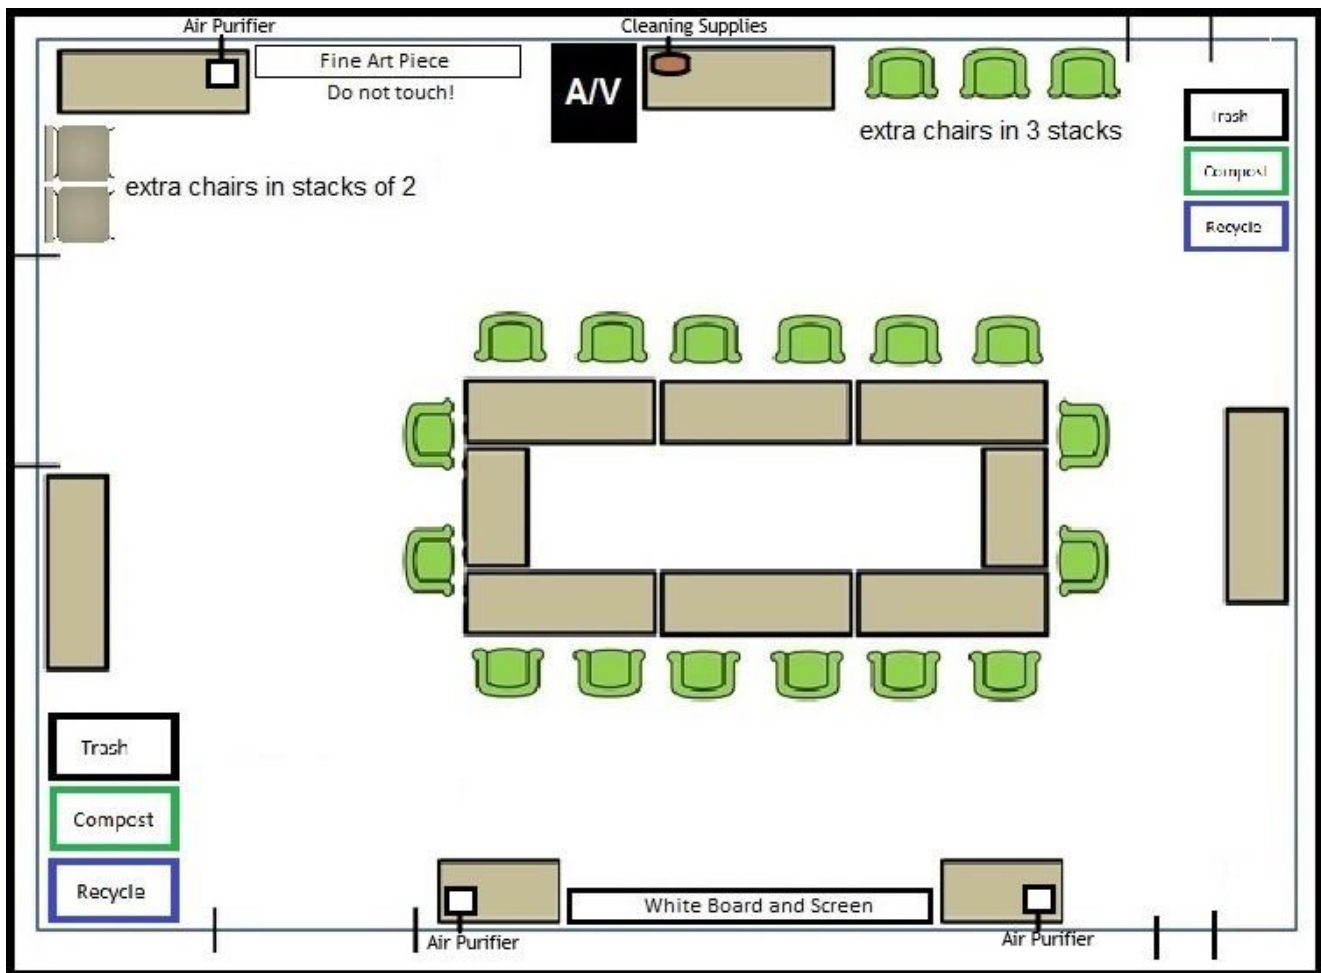 Air Purifier
Cleaning Supplies
Fine Art Piece
Do not touch!
A/V
extra chairs in 3 stacks
Trash
Compost
Recycle
extra chairs in stacks of 2
Trash
Compost
Recycle
White Board and Screen
Air Purifier
Air Purifier